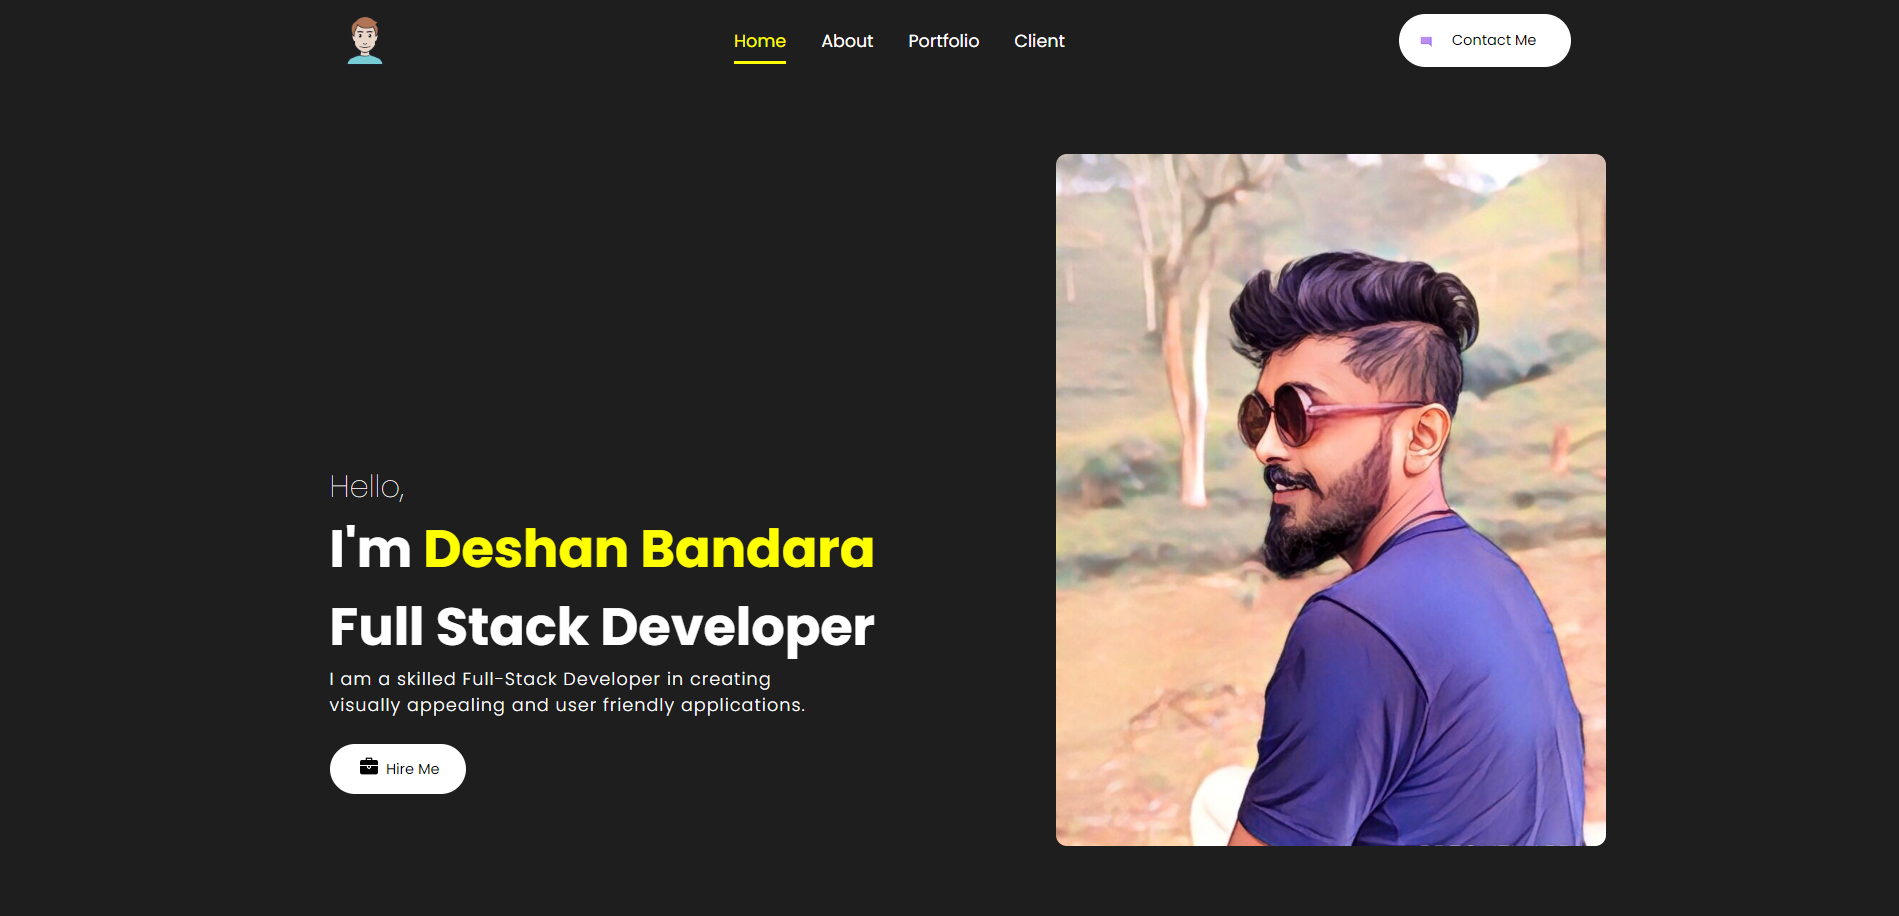 Home About Portfolio Client Contact Me
Hello,
I'm Deshan Bandara
Full Stack Developer
I am a skilled Full-Stack Developer in creating
visually appealing and user friendly applications.
Hire Me